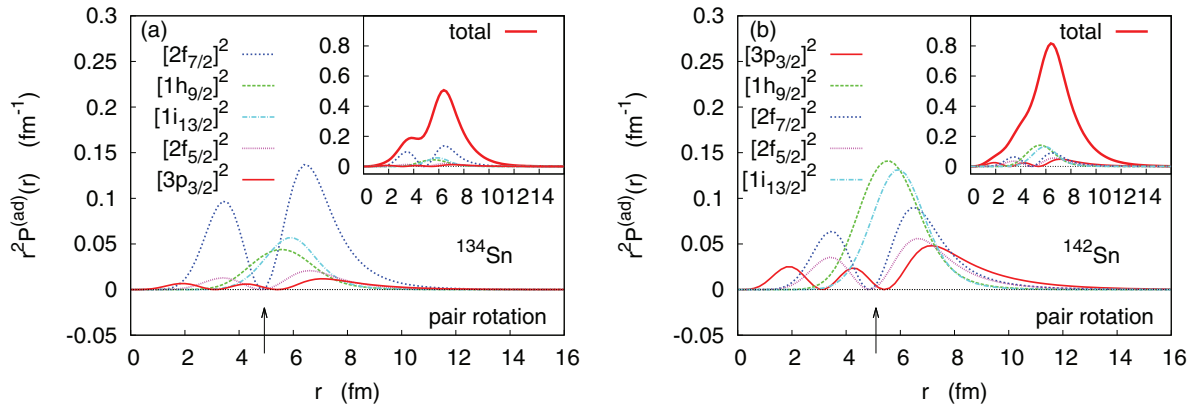 (a)
[2f7/2]²
[1h9/2]²
[1i13/2]²
[2f5/2]²
[3p3/2]²
total
0.8
0.6
0.4
0.2
0
0 2 4 6 8 10 12 14
0.3
0.25
0.2
0.15
0.1
0.05
0
-0.05
r²P(ad)(r) (fm⁻¹)
¹³⁴Sn
pair rotation
0 2 4 6 8 10 12 14 16
r (fm)
(b)
[3p3/2]²
[1h9/2]²
[2f7/2]²
[2f5/2]²
[1i13/2]²
total
0.8
0.6
0.4
0.2
0
0 2 4 6 8 10 12 14
0.3
0.25
0.2
0.15
0.1
0.05
0
-0.05
r²P(ad)(r) (fm⁻¹)
¹⁴²Sn
pair rotation
0 2 4 6 8 10 12 14 16
r (fm)